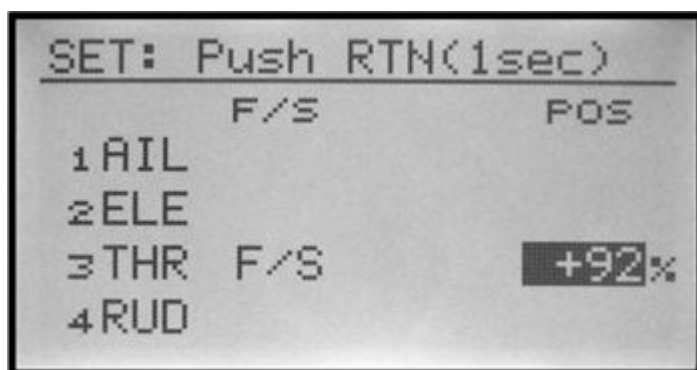 SET: Push RTN(1sec)
F/S POS
1AIL
2ELE
3THR F/S +92%
4RUD